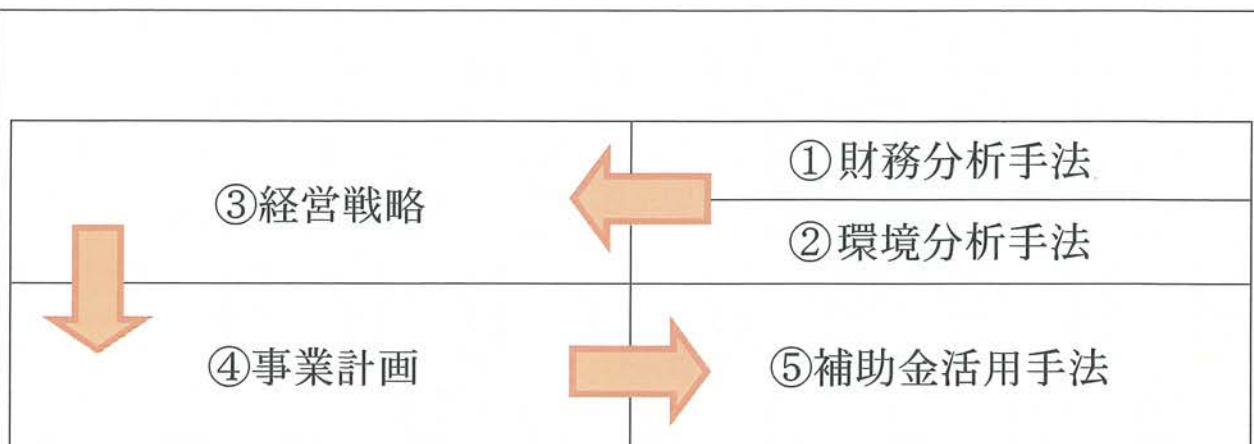 ①財務分析手法
③経営戦略
②環境分析手法
④事業計画
⑤補助金活用手法